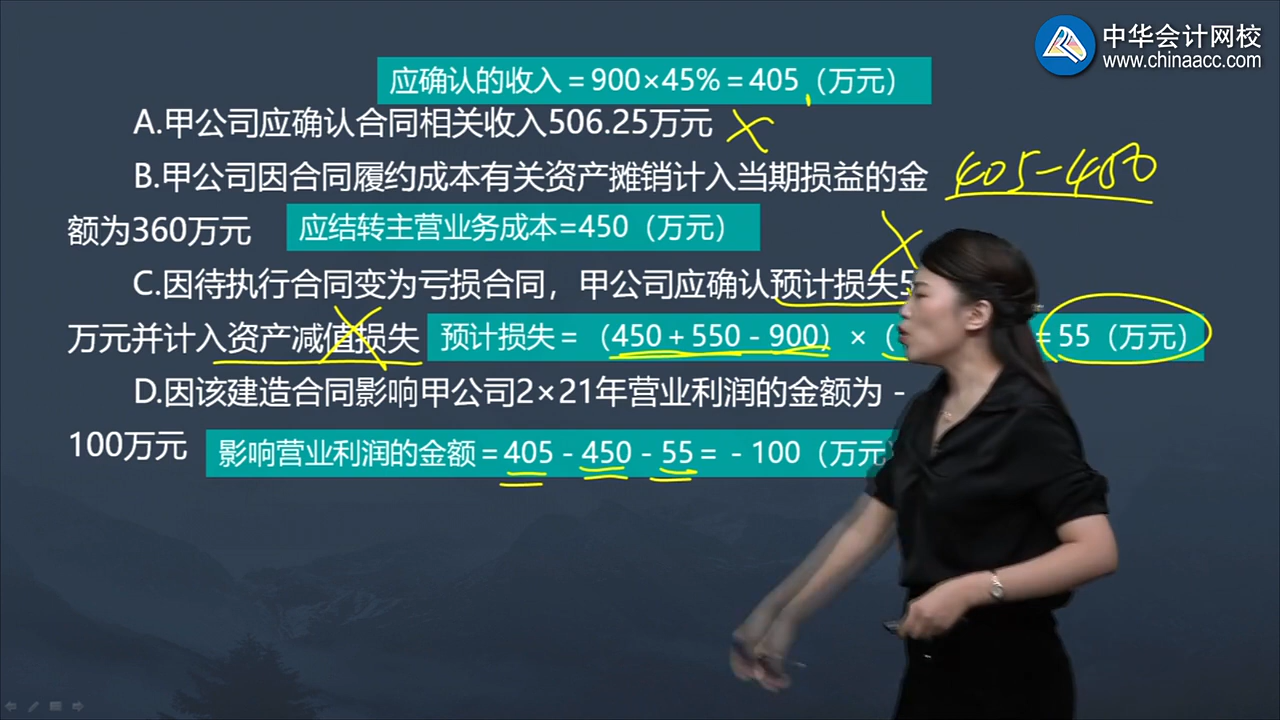 中华会计网校
www.chinaacc.com
应确认的收入＝900×45%＝405（万元）
A.甲公司应确认合同相关收入506.25万元
B.甲公司因合同履约成本有关资产摊销计入当期损益的金
405-450
额为360万元
应结转主营业务成本=450（万元）
C.因待执行合同变为亏损合同，甲公司应确认预计损失5
万元并计入资产减值损失
预计损失＝（450＋550－900）×（
＝55（万元）
D.因该建造合同影响甲公司2×21年营业利润的金额为－
100万元
影响营业利润的金额＝405－450－55＝－100（万元